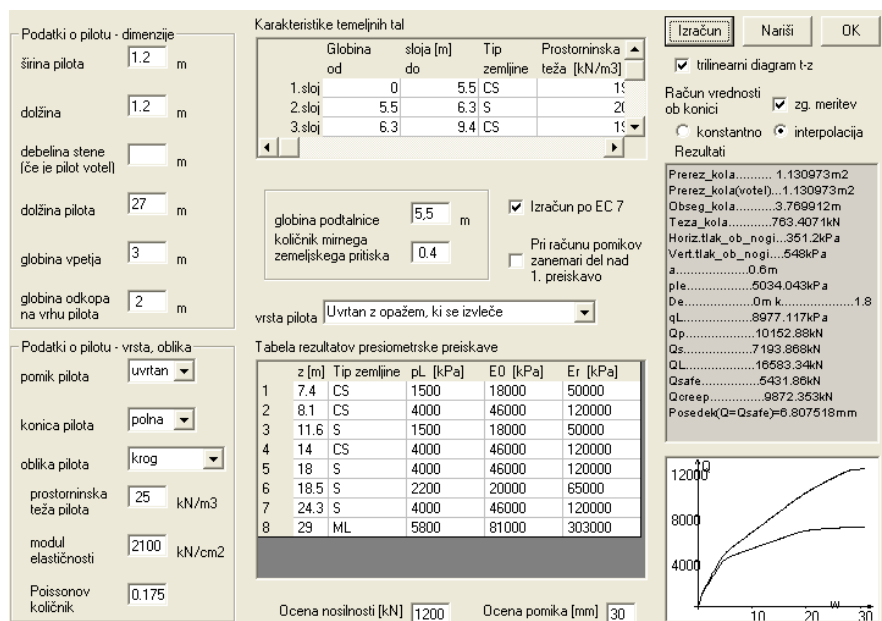 Podatki o pilotu - dimenzije
širina pilota 1.2 m
dolžina 1.2 m
debelina stene
(če je pilot votel) m
dolžina pilota 27 m
globina vpetja 3 m
globina odkopa
na vrhu pilota 2 m
Podatki o pilotu - vrsta, oblika
pomik pilota uvrtan
konica pilota polna
oblika pilota krog
prostorninska
teža pilota 25 kN/m3
modul
elastičnosti 2100 kN/cm2
Poissonov
količnik 0.175
Karakteristike temeljnih tal
Globina sloja [m] Tip Prostorninska
od do zemljine teža [kN/m3]
1.sloj 0 5.5 CS
2.sloj 5.5 6.3 S
3.sloj 6.3 9.4 CS
globina podtalnice 5,5 m
količnik mirnega
zemeljskega pritiska 0.4
Izračun po EC 7
Pri računu pomikov
zanemari del nad
1. preiskavo
vrsta pilota Uvrtan z opažem, ki se izvleče
Tabela rezultatov presiometrske preiskave
z [m] Tip zemljine pL [kPa] E0 [kPa] Er [kPa]
1 7.4 CS 1500 18000 50000
2 8.1 CS 4000 46000 120000
3 11.6 S 1500 18000 50000
4 14 CS 4000 46000 120000
5 18 S 4000 46000 120000
6 18.5 S 2200 20000 65000
7 24.3 S 4000 46000 120000
8 29 ML 5800 81000 303000
Ocena nosilnosti [kN] 1200 Ocena pomika [mm] 30
Izračun Nariši OK
trilinearni diagram t-z
Račun vrednosti
ob konici zg. meritev
konstantno interpolacija
Rezultati
Prerez_kola.......... 1.130973m2
Prerez_kola(votel)...1.130973m2
Obseg_kola...........3.769912m
Teza_kola...........763.4071kN
Horiz.tlak_ob_nogi...351.2kPa
Vert.tlak_ob_nogi....548kPa
a...................0.6m
ple...................5034.043kPa
De...................0m k...................1.8
qL...................8977.117kPa
Qp...................10152.88kN
Qs...................7193.868kN
QL...................16583.34kN
Qsafe................5431.86kN
Qcreep...............9872.353kN
Posedek(Q=Qsafe)=6.807518mm
Q
12000
8000
4000
w
10 20 30